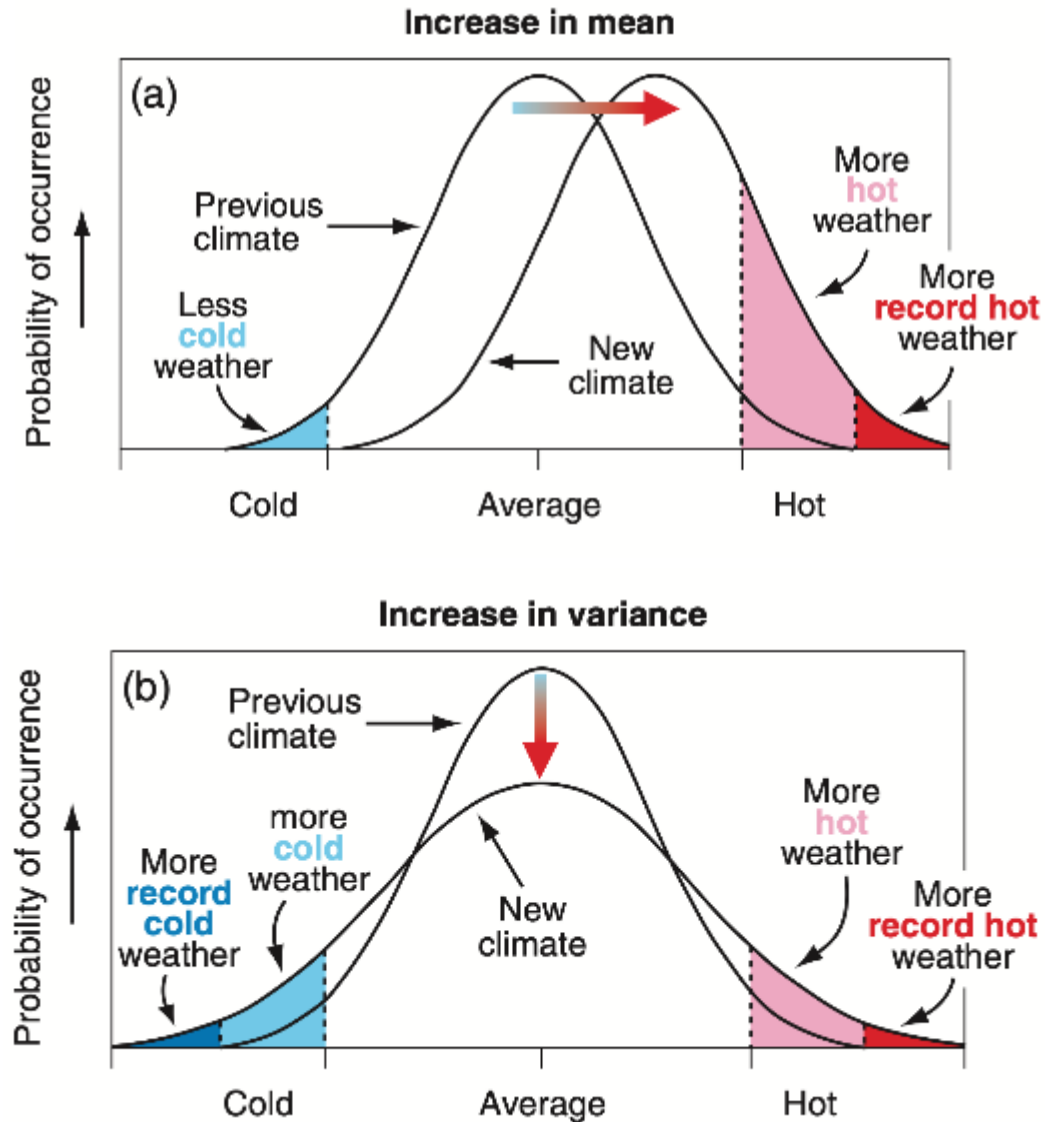 Increase in mean
(a)
Probability of occurrence
Previous
climate
Less
cold
weather
New
climate
More
hot
weather
More
record hot
weather
Cold
Average
Hot
Increase in variance
(b)
Probability of occurrence
Previous
climate
more
cold
weather
More
record
cold
weather
New
climate
More
hot
weather
More
record hot
weather
Cold
Average
Hot